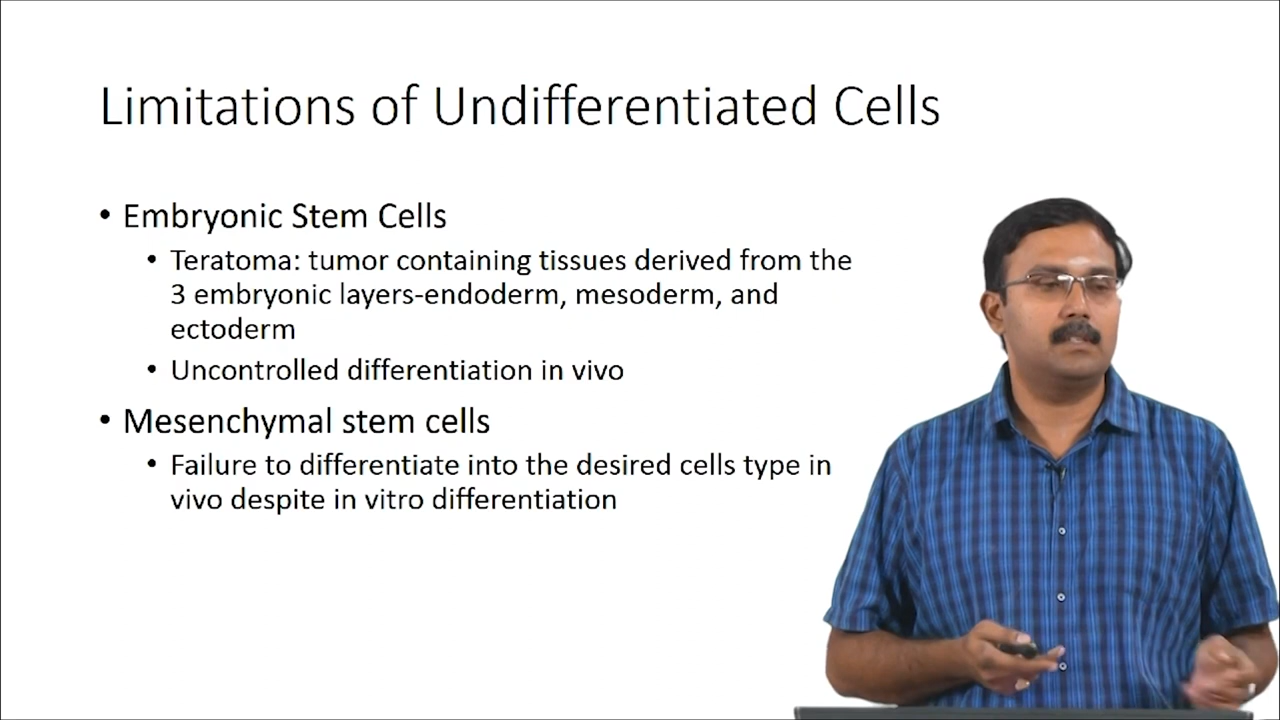 Limitations of Undifferentiated Cells
• Embryonic Stem Cells
• Teratoma: tumor containing tissues derived from the
3 embryonic layers-endoderm, mesoderm, and
ectoderm
• Uncontrolled differentiation in vivo
• Mesenchymal stem cells
• Failure to differentiate into the desired cells type in
vivo despite in vitro differentiation